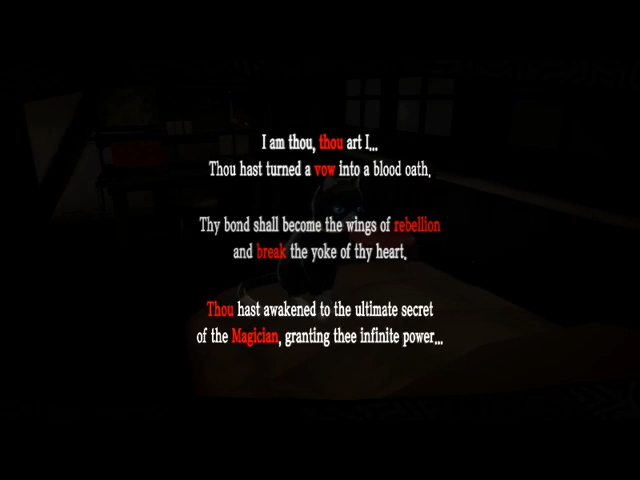 I am thou, thou art I...
Thou hast turned a vow into a blood oath.
Thy bond shall become the wings of rebellion
and break the yoke of thy heart.
Thou hast awakened to the ultimate secret
of the Magician, granting thee infinite power...